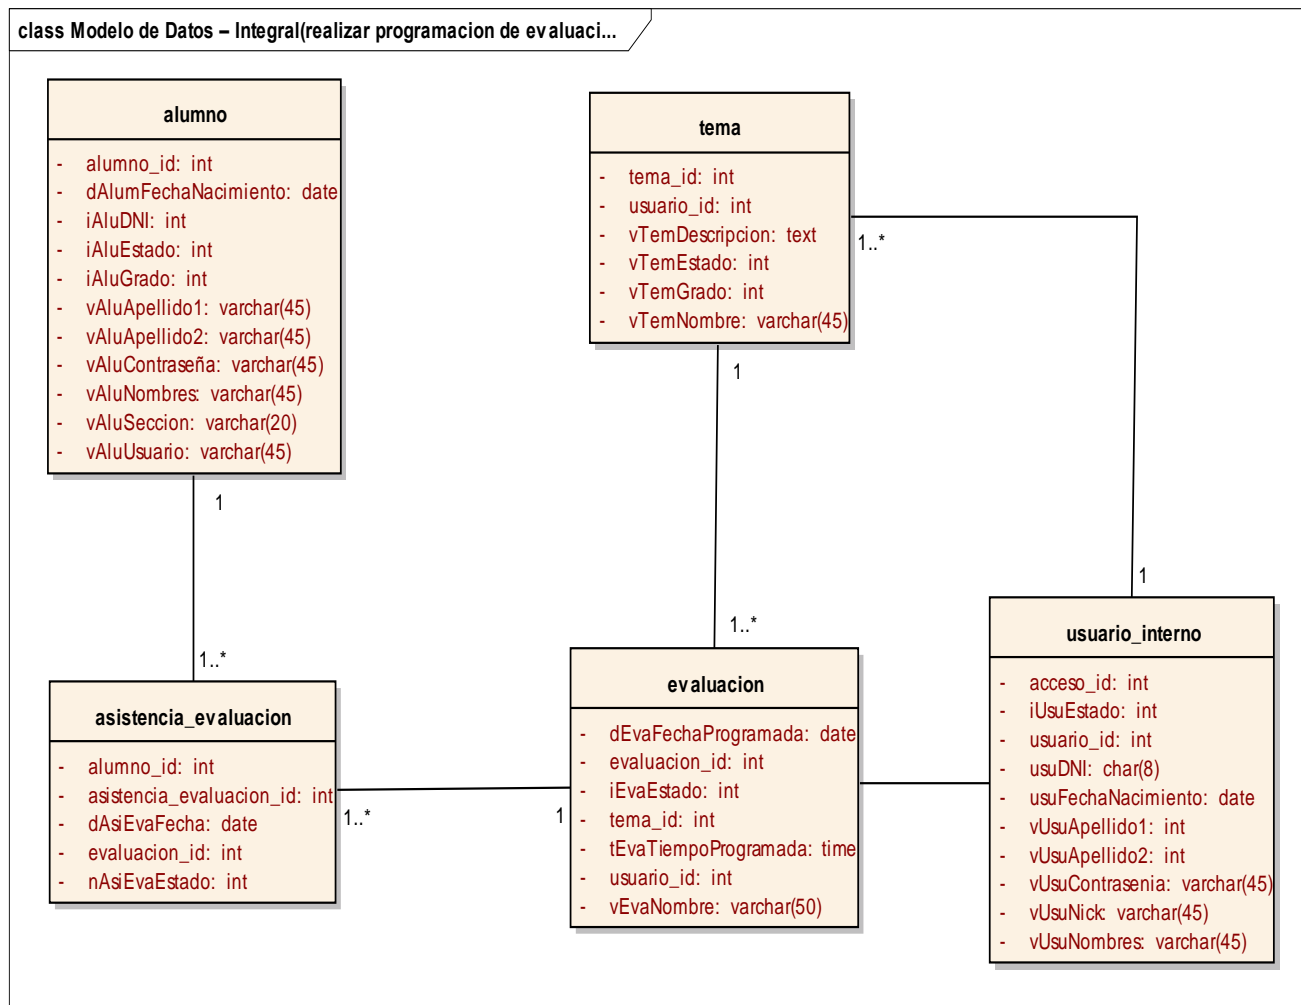 class Modelo de Datos – Integral(realizar programacion de evaluaci...
alumno
- alumno_id: int
- dAlumFechaNacimiento: date
- iAluDNI: int
- iAluEstado: int
- iAluGrado: int
- vAluApellido1: varchar(45)
- vAluApellido2: varchar(45)
- vAluContraseña: varchar(45)
- vAluNombres: varchar(45)
- vAluSeccion: varchar(20)
- vAluUsuario: varchar(45)
tema
- tema_id: int
- usuario_id: int
- vTemDescripcion: text
- vTemEstado: int
- vTemGrado: int
- vTemNombre: varchar(45)
1..*
1
1
1
1..*
1..*
asistencia_evaluacion
- alumno_id: int
- asistencia_evaluacion_id: int
- dAsiEvaFecha: date
- evaluacion_id: int
- nAsiEvaEstado: int
1..*
1
evaluacion
- dEvaFechaProgramada: date
- evaluacion_id: int
- iEvaEstado: int
- tema_id: int
- tEvaTiempoProgramada: time
- usuario_id: int
- vEvaNombre: varchar(50)
usuario_interno
- acceso_id: int
- iUsuEstado: int
- usuario_id: int
- usuDNI: char(8)
- usuFechaNacimiento: date
- vUsuApellido1: int
- vUsuApellido2: int
- vUsuContrasenia: varchar(45)
- vUsuNick: varchar(45)
- vUsuNombres: varchar(45)